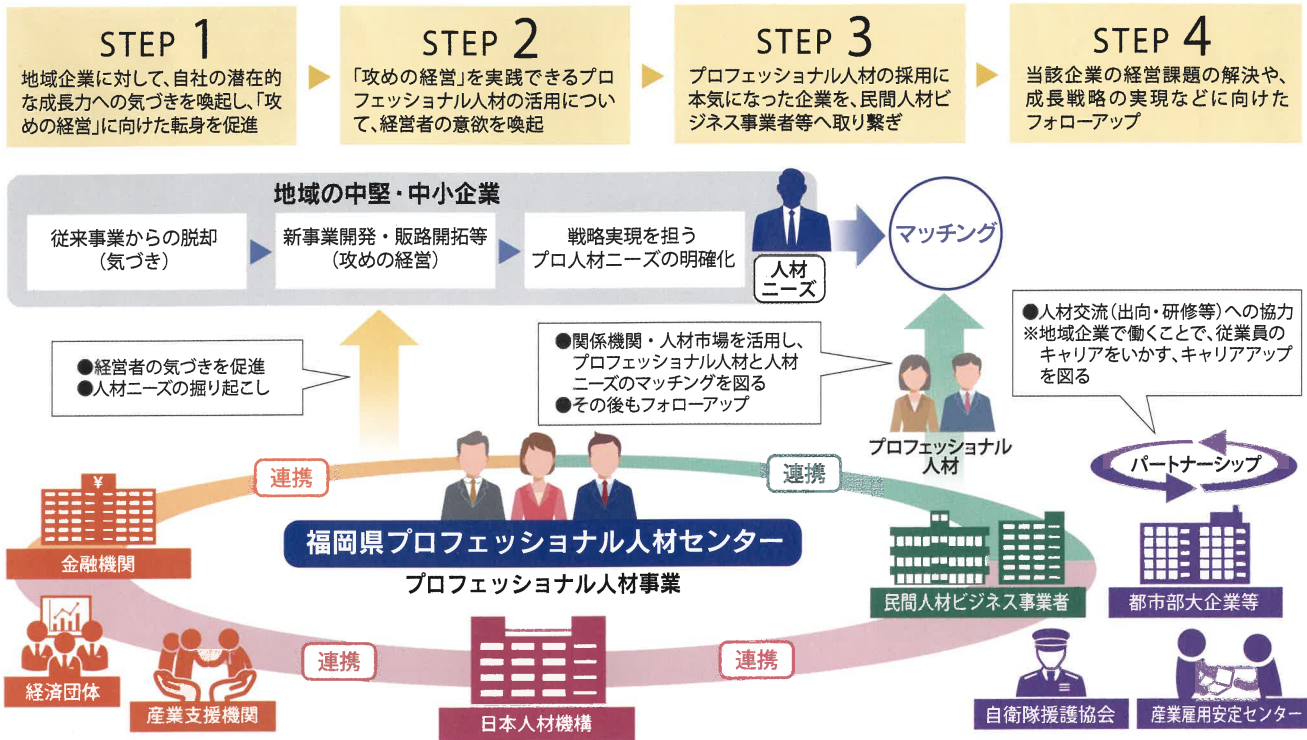 STEP 1
地域企業に対して、自社の潜在的
な成長力への気づきを喚起し、「攻
めの経営」に向けた転身を促進
STEP 2
「攻めの経営」を実践できるプロ
フェッショナル人材の活用につい
て、経営者の意欲を喚起
STEP 3
プロフェッショナル人材の採用に
本気になった企業を、民間人材ビ
ジネス事業者等へ取り繋ぎ
STEP 4
当該企業の経営課題の解決や、
成長戦略の実現などに向けた
フォローアップ
地域の中堅・中小企業
従来事業からの脱却
（気づき）
新事業開発・販路開拓等
（攻めの経営）
戦略実現を担う
プロ人材ニーズの明確化
人材
ニーズ
マッチング
●経営者の気づきを促進
●人材ニーズの掘り起こし
●関係機関・人材市場を活用し、
プロフェッショナル人材と人材
ニーズのマッチングを図る
●その後もフォローアップ
●人材交流（出向・研修等）への協力
※地域企業で働くことで、従業員の
キャリアをいかす、キャリアアップ
を図る
プロフェッショナル
人材
パートナーシップ
連携
連携
¥
金融機関
福岡県プロフェッショナル人材センター
プロフェッショナル人材事業
民間人材ビジネス事業者
都市部大企業等
経済団体
産業支援機関
連携
日本人材機構
連携
自衛隊援護協会
産業雇用安定センター